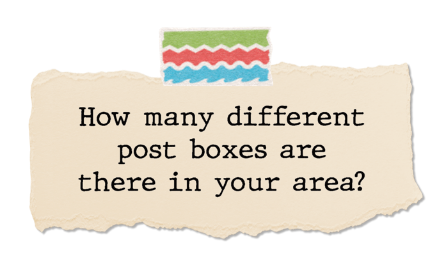 How many different
post boxes are
there in your area?